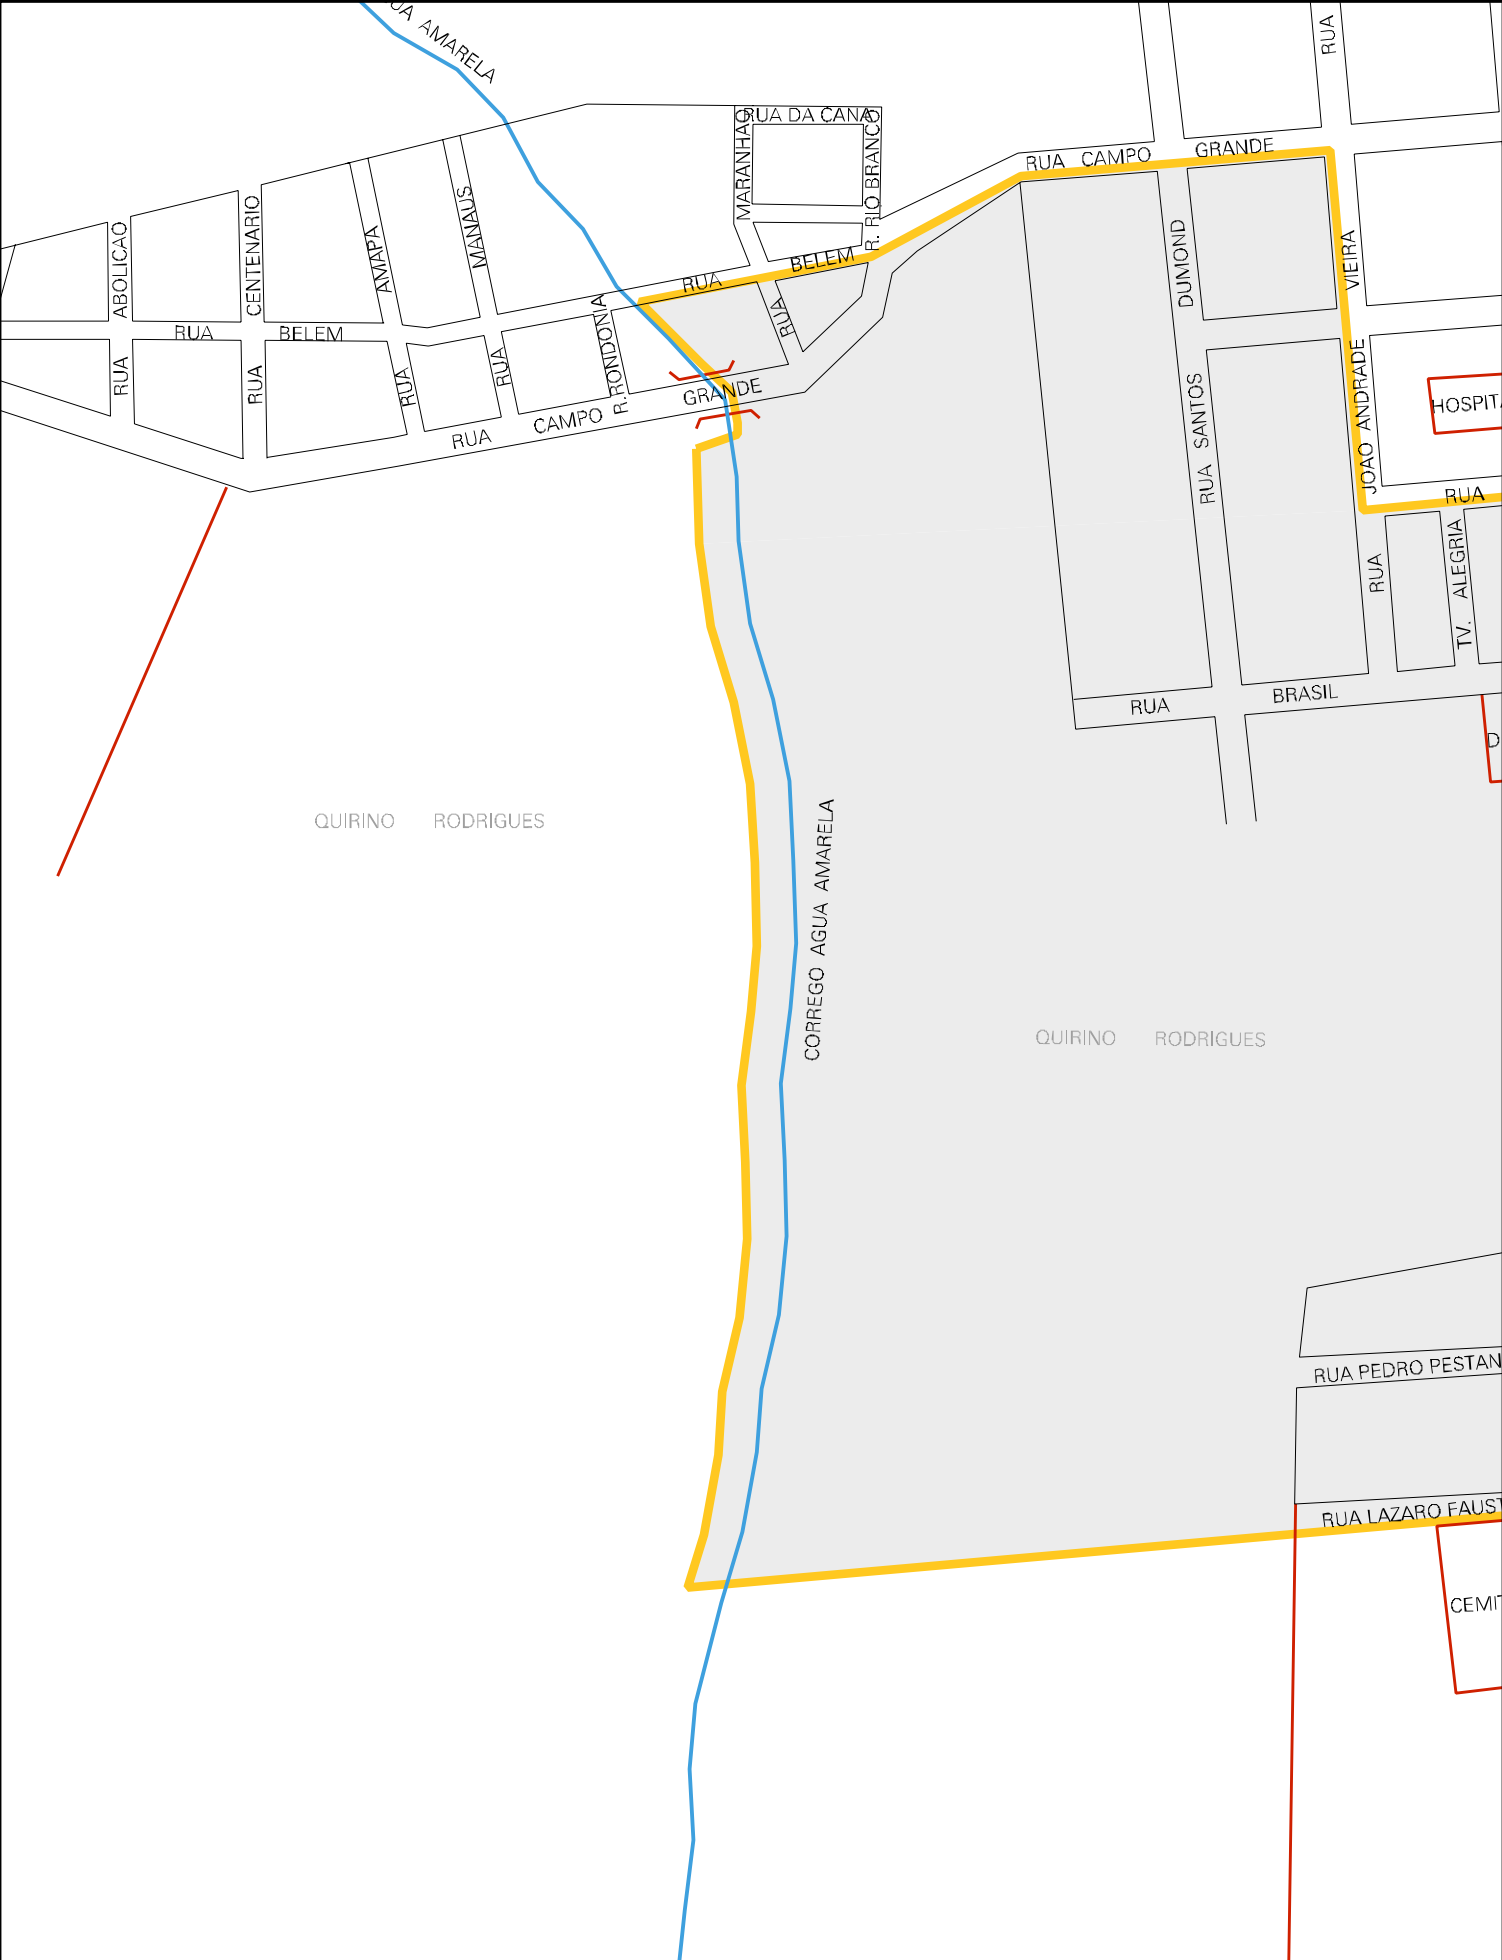 AMARELA
RUA
RUA DA CANA
MARANHAO
R. RIO BRANCO
RUA CAMPO GRANDE
ABOLICAO
CENTENARIO
AMAPA
MANAUS
RUA BELEM
DUMOND
VIEIRA
RUA BELEM
RUA
R. RONDONIA
RUA
RUA
RUA
RUA
RUA CAMPO GRANDE
RUA SANTOS
JOAO ANDRADE
HOSPITA
RUA
RUA
TV. ALEGRIA
RUA BRASIL
D
QUIRINO RODRIGUES
CORREGO AGUA AMARELA
QUIRINO RODRIGUES
RUA PEDRO PESTAN
RUA LAZARO FAUST
CEMIT